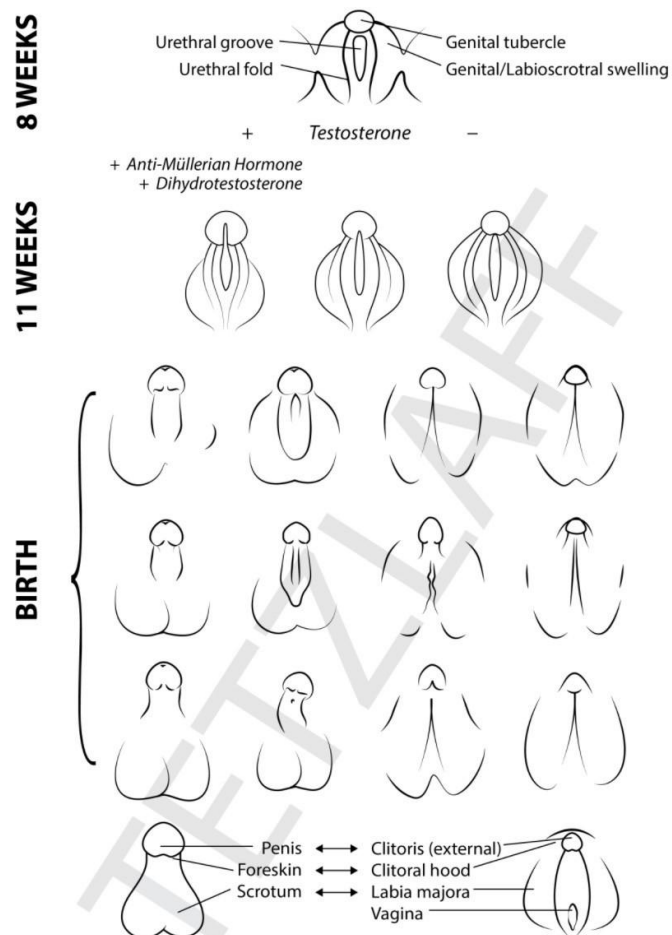 8 WEEKS
Urethral groove
Genital tubercle
Urethral fold
Genital/Labioscrotral swelling
+ Testosterone –
+ Anti-Müllerian Hormone
+ Dihydrotestosterone
11 WEEKS
BIRTH
TETZLAFF
Penis ↔ Clitoris (external)
Foreskin ↔ Clitoral hood
Scrotum ↔ Labia majora
Vagina